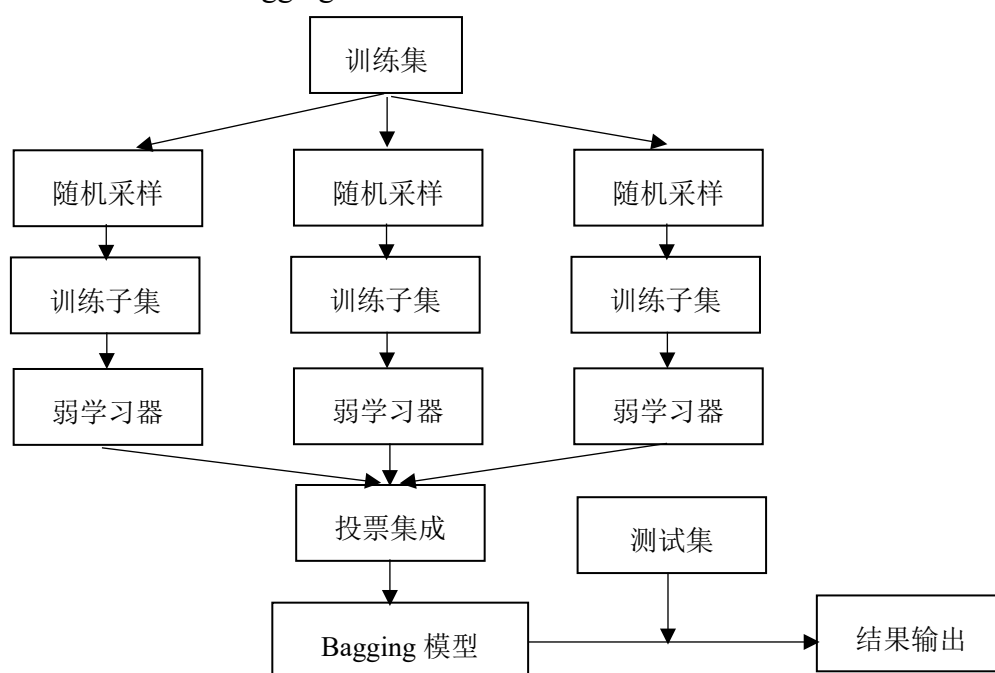 训练集
随机采样 随机采样 随机采样
训练子集 训练子集 训练子集
弱学习器 弱学习器 弱学习器
投票集成 测试集
Bagging 模型 结果输出